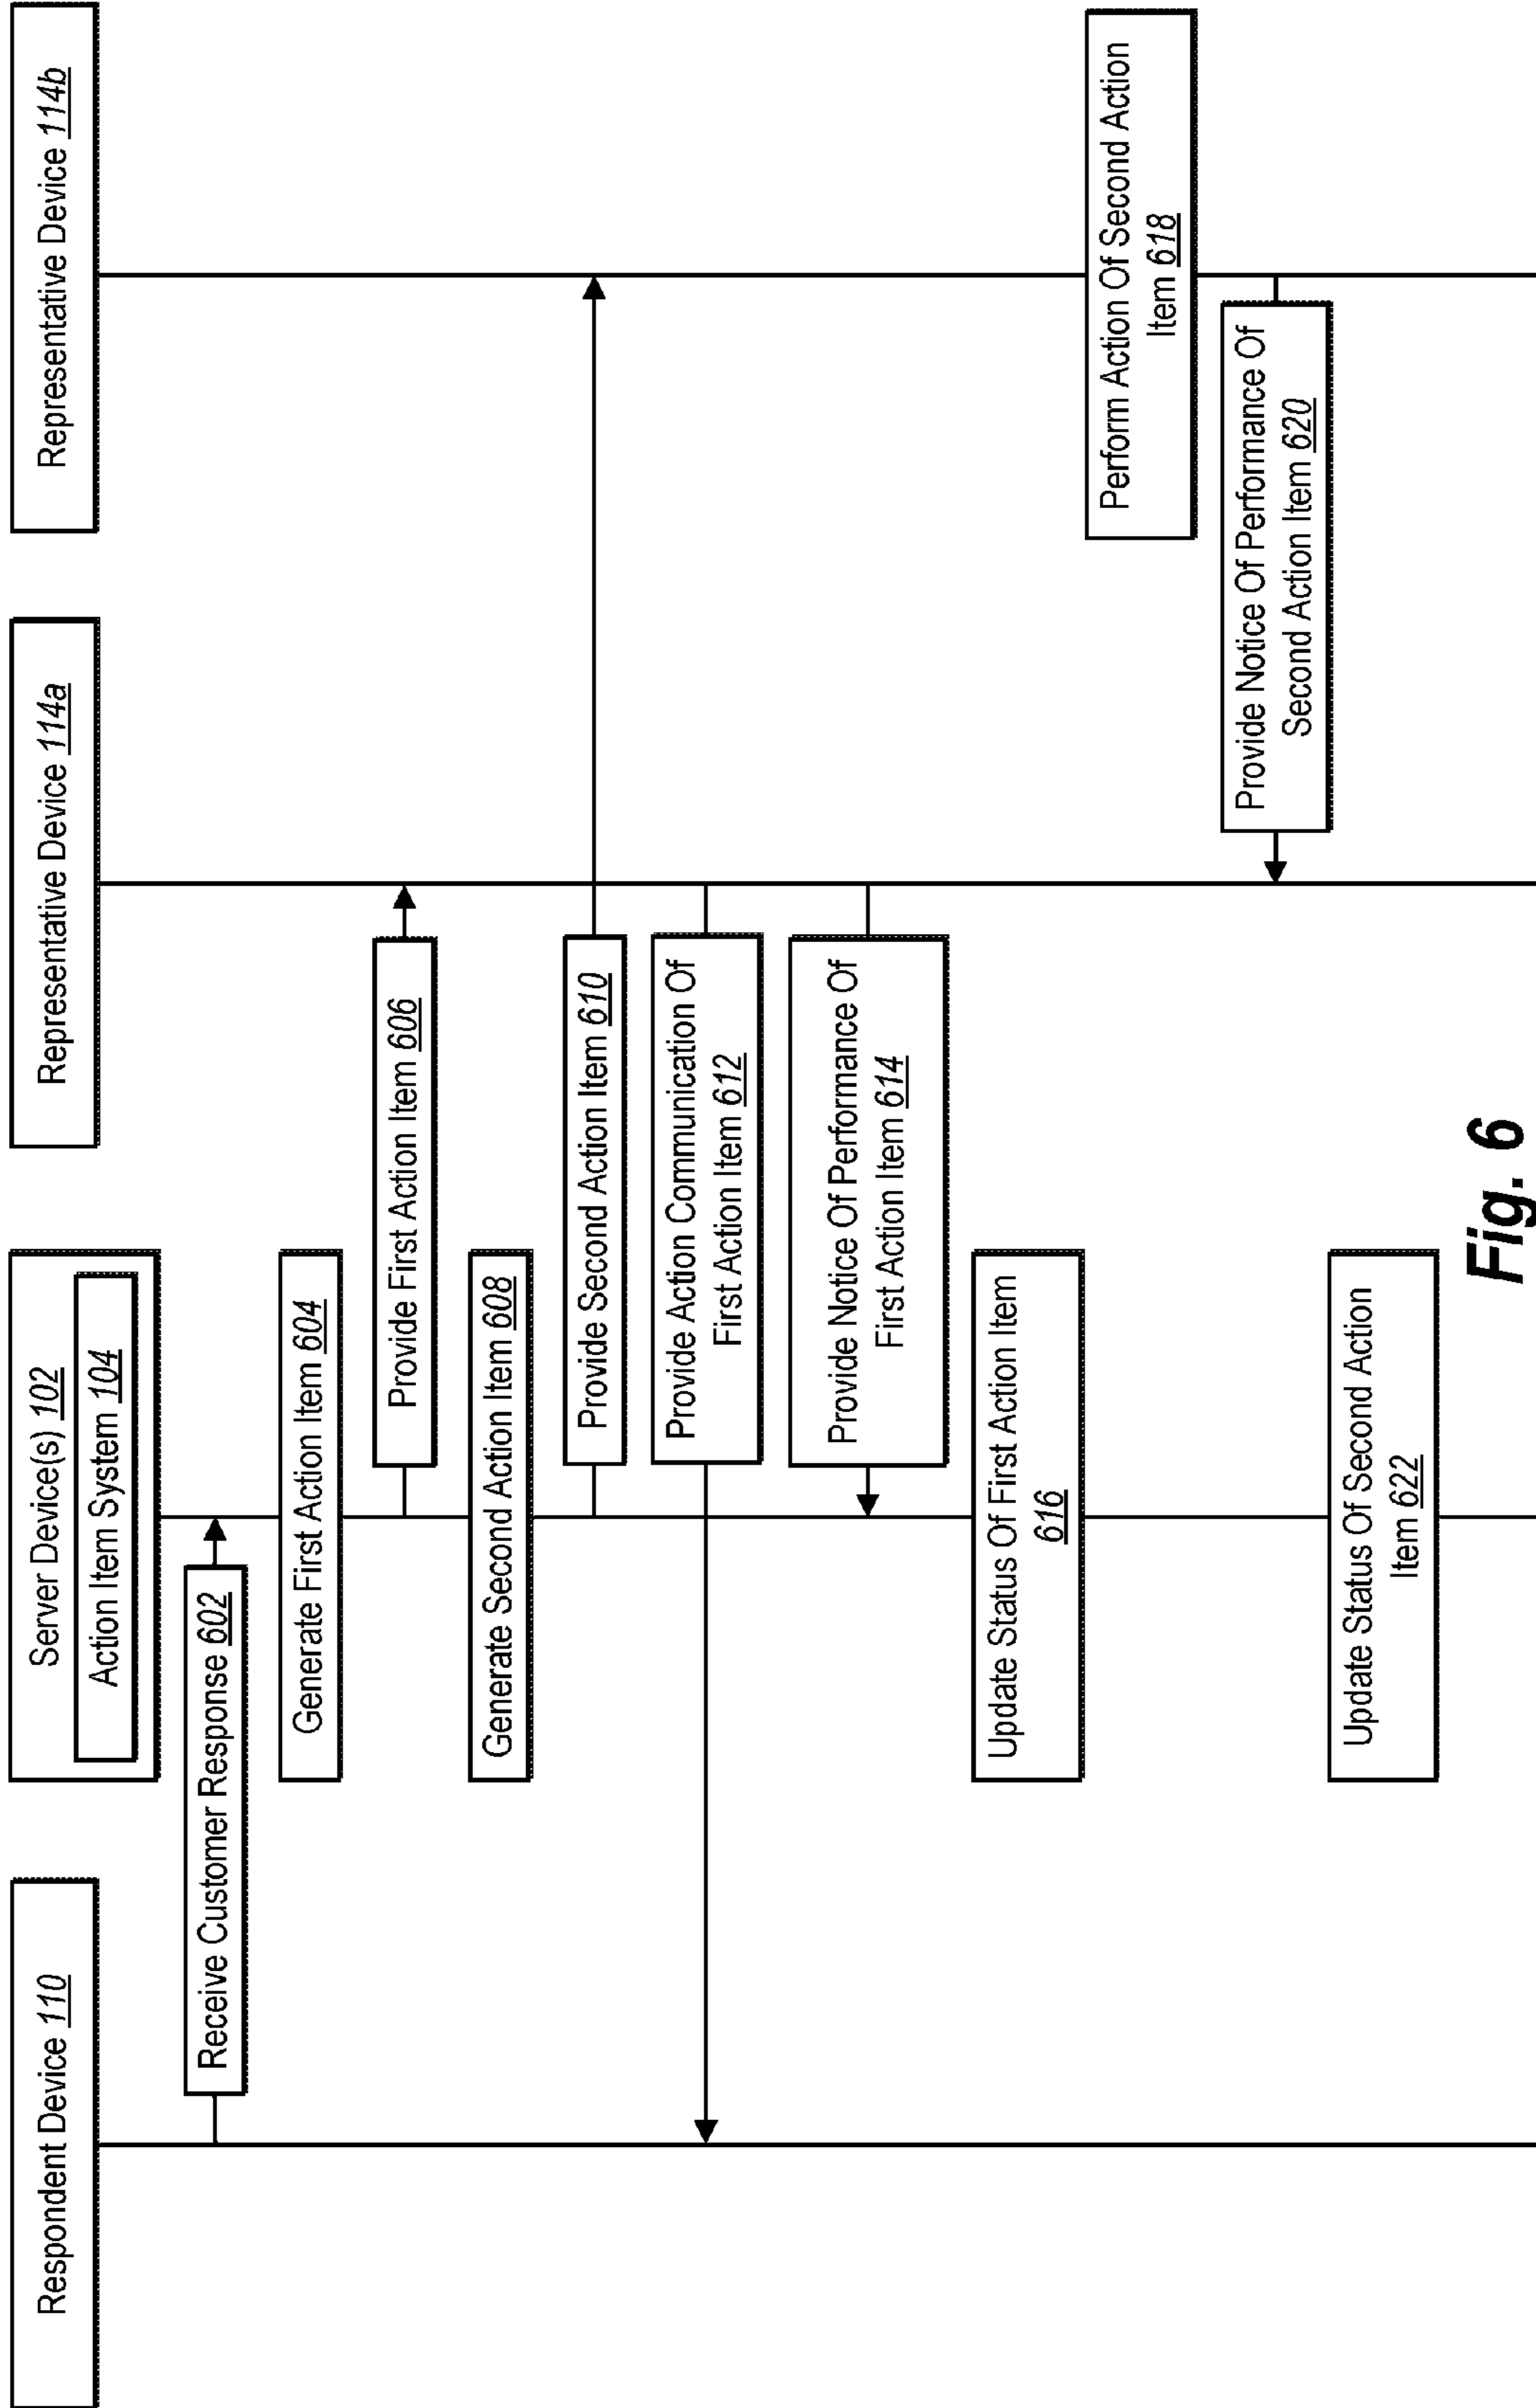 Respondent Device 110
Server Device(s) 102
Action Item System 104
Representative Device 114a
Representative Device 114b
Receive Customer Response 602
Generate First Action Item 604
Provide First Action Item 606
Generate Second Action Item 608
Provide Second Action Item 610
Provide Action Communication Of
First Action Item 612
Provide Notice Of Performance Of
First Action Item 614
Update Status Of First Action Item
616
Perform Action Of Second Action
Item 618
Provide Notice Of Performance Of
Second Action Item 620
Update Status Of Second Action
Item 622
Fig. 6